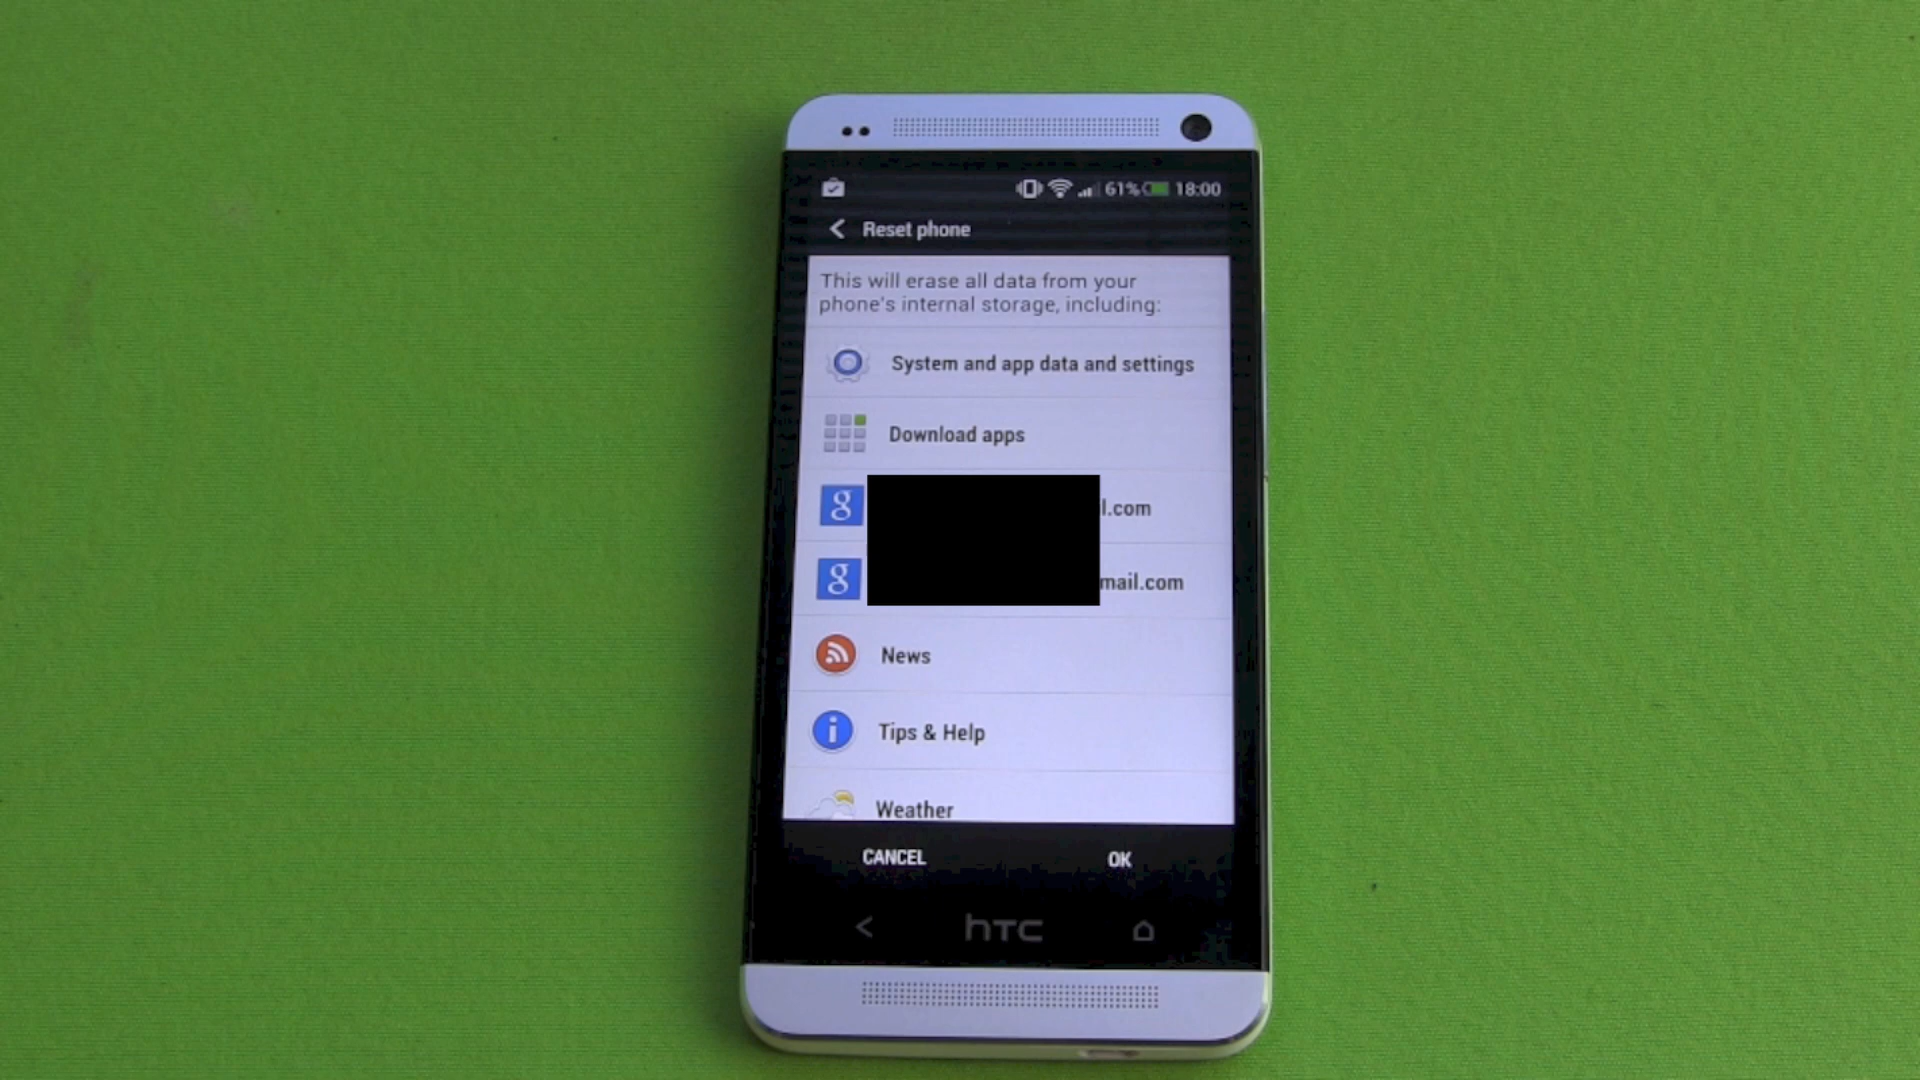 61% 18:00
Reset phone
This will erase all data from your
phone's internal storage, including:
System and app data and settings
Download apps
g l.com
g mail.com
News
i Tips & Help
Weather
CANCEL OK
hTC